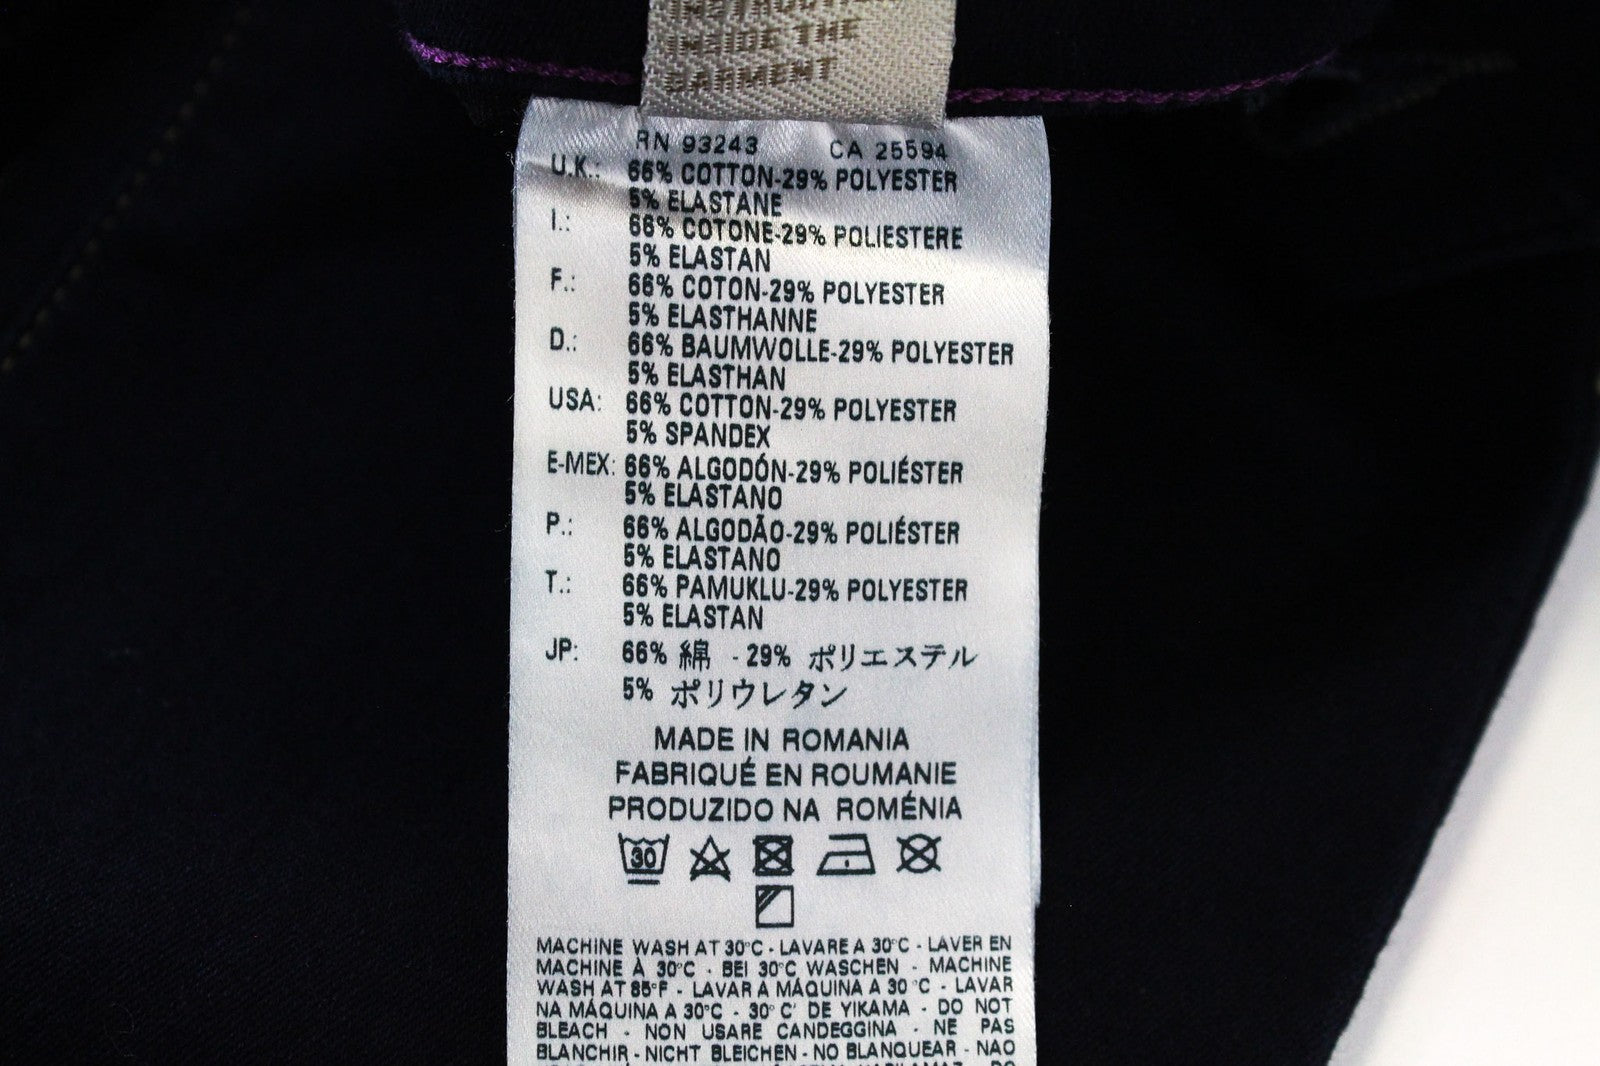 INSIDE THE
GARMENT
RN 93243 CA 25594
U.K.: 66% COTTON-29% POLYESTER
5% ELASTANE
I.: 66% COTONE-29% POLIESTERE
5% ELASTAN
F.: 66% COTON-29% POLYESTER
5% ELASTHANNE
D.: 66% BAUMWOLLE-29% POLYESTER
5% ELASTHAN
USA: 66% COTTON-29% POLYESTER
5% SPANDEX
E-MEX: 66% ALGODÓN-29% POLIÉSTER
5% ELASTANO
P.: 66% ALGODÃO-29% POLIÉSTER
5% ELASTANO
T.: 66% PAMUKLU-29% POLYESTER
5% ELASTAN
JP: 66% 綿 - 29% ポリエステル
5% ポリウレタン
MADE IN ROMANIA
FABRIQUÉ EN ROUMANIE
PRODUZIDO NA ROMÉNIA
30
MACHINE WASH AT 30°C - LAVARE A 30°C - LAVER EN
MACHINE À 30°C - BEI 30°C WASCHEN - MACHINE
WASH AT 85°F - LAVAR A MÁQUINA A 30 °C - LAVAR
NA MÁQUINA A 30°C - 30°C' DE YIKAMA - DO NOT
BLEACH - NON USARE CANDEGGINA - NE PAS
BLANCHIR - NICHT BLEICHEN - NO BLANQUEAR - NAO